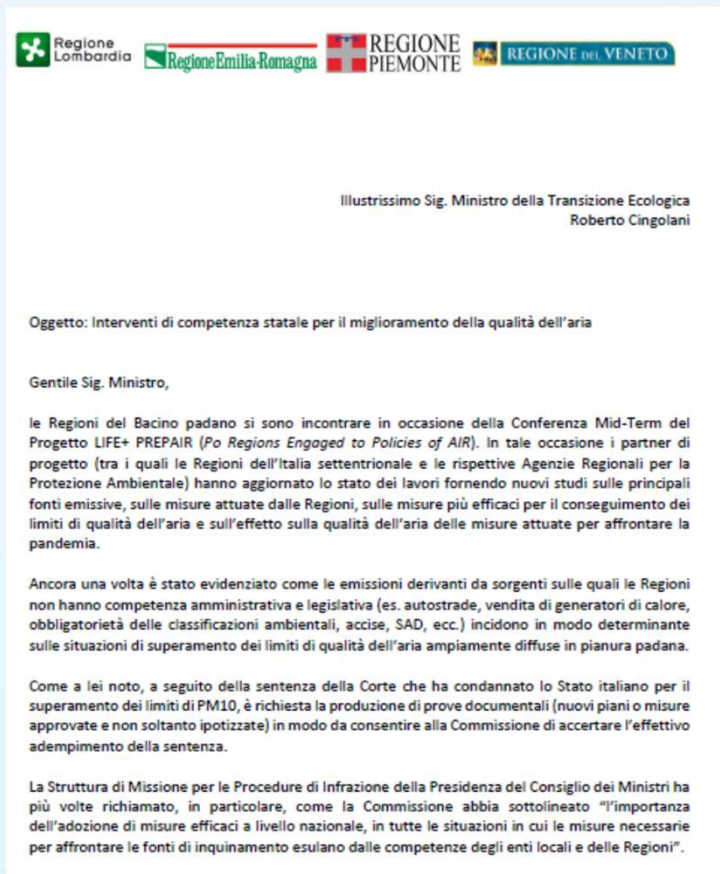 Regione
Lombardia
RegioneEmilia-Romagna
REGIONE
PIEMONTE
REGIONE DEL VENETO
Illustrissimo Sig. Ministro della Transizione Ecologica
Roberto Cingolani
Oggetto: Interventi di competenza statale per il miglioramento della qualità dell'aria
Gentile Sig. Ministro,
le Regioni del Bacino padano si sono incontrare in occasione della Conferenza Mid-Term del
Progetto LIFE+ PREPAIR (Po Regions Engaged to Policies of AIR). In tale occasione i partner di
progetto (tra i quali le Regioni dell'Italia settentrionale e le rispettive Agenzie Regionali per la
Protezione Ambientale) hanno aggiornato lo stato dei lavori fornendo nuovi studi sulle principali
fonti emissive, sulle misure attuate dalle Regioni, sulle misure più efficaci per il conseguimento dei
limiti di qualità dell'aria e sull'effetto sulla qualità dell'aria delle misure attuate per affrontare la
pandemia.
Ancora una volta è stato evidenziato come le emissioni derivanti da sorgenti sulle quali le Regioni
non hanno competenza amministrativa e legislativa (es. autostrade, vendita di generatori di calore,
obbligatorietà delle classificazioni ambientali, accise, SAD, ecc.) incidono in modo determinante
sulle situazioni di superamento dei limiti di qualità dell'aria ampiamente diffuse in pianura padana.
Come a lei noto, a seguito della sentenza della Corte che ha condannato lo Stato italiano per il
superamento dei limiti di PM10, è richiesta la produzione di prove documentali (nuovi piani o misure
approvate e non soltanto ipotizzate) in modo da consentire alla Commissione di accertare l'effettivo
adempimento della sentenza.
La Struttura di Missione per le Procedure di Infrazione della Presidenza del Consiglio dei Ministri ha
più volte richiamato, in particolare, come la Commissione abbia sottolineato "l'importanza
dell'adozione di misure efficaci a livello nazionale, in tutte le situazioni in cui le misure necessarie
per affrontare le fonti di inquinamento esulano dalle competenze degli enti locali e delle Regioni".